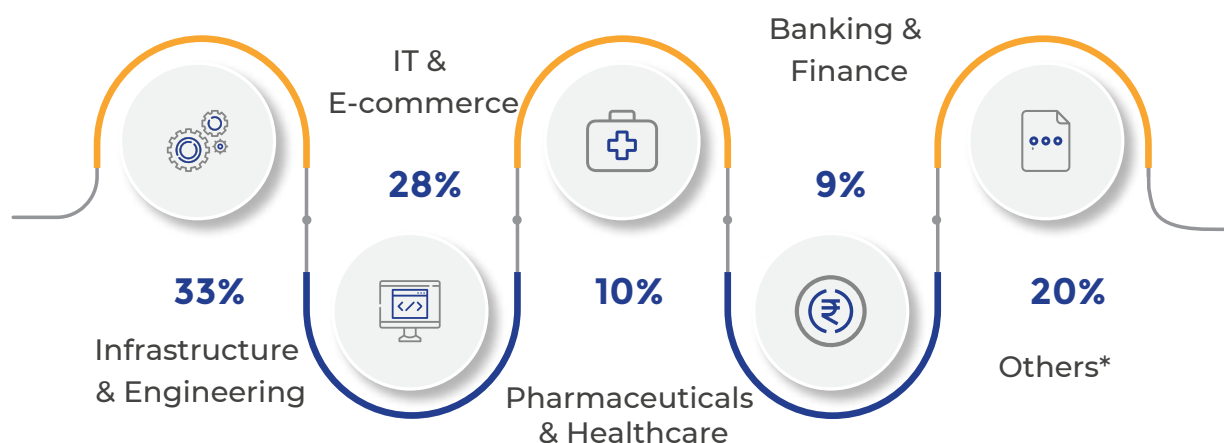 33%
Infrastructure
& Engineering
IT &
E-commerce
28%
</>
10%
Pharmaceuticals
& Healthcare
Banking &
Finance
9%
₹
20%
Others*